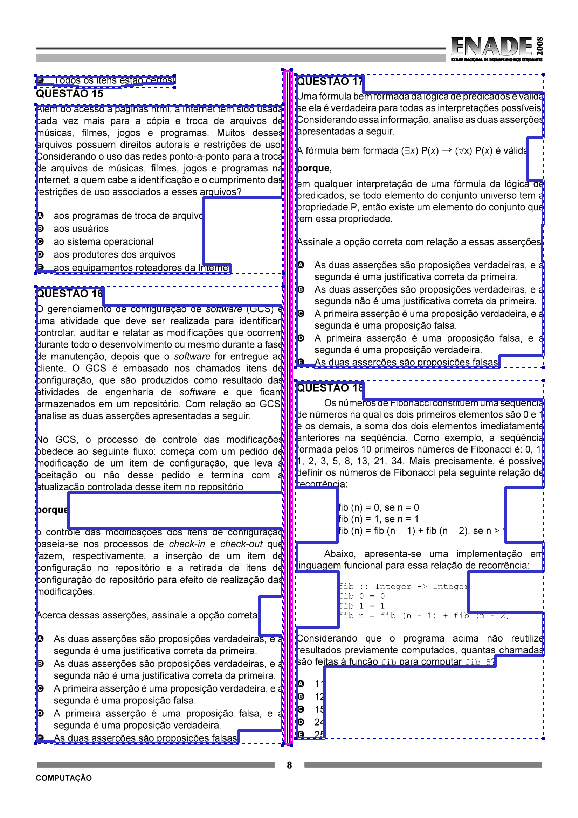 ENADE 2008
EXAME NACIONAL DE DESEMPENHO DOS ESTUDANTES
Todos os itens estão certos.
QUESTÃO 15
Além do acesso a páginas html, a Internet tem sido usada
cada vez mais para a cópia e troca de arquivos de
músicas, filmes, jogos e programas. Muitos desses
arquivos possuem direitos autorais e restrições de uso.
Considerando o uso das redes ponto-a-ponto para a troca
de arquivos de músicas, filmes, jogos e programas na
Internet, a quem cabe a identificação e o cumprimento das
restrições de uso associados a esses arquivos?
A aos programas de troca de arquivo
B aos usuários
C ao sistema operacional
D aos produtores dos arquivos
E aos equipamentos roteadores da Internet
QUESTÃO 16
O gerenciamento de configuração de software (GCS) é
uma atividade que deve ser realizada para identificar,
controlar, auditar e relatar as modificações que ocorrem
durante todo o desenvolvimento ou mesmo durante a fase
de manutenção, depois que o software for entregue ao
cliente. O GCS é embasado nos chamados itens de
configuração, que são produzidos como resultado das
atividades de engenharia de software e que ficam
armazenados em um repositório. Com relação ao GCS,
analise as duas asserções apresentadas a seguir.
No GCS, o processo de controle das modificações
obedece ao seguinte fluxo: começa com um pedido de
modificação de um item de configuração, que leva à
aceitação ou não desse pedido e termina com a
atualização controlada desse item no repositório
porque
o controle das modificações dos itens de configuração
baseia-se nos processos de check-in e check-out que
fazem, respectivamente, a inserção de um item de
configuração no repositório e a retirada de itens de
configuração do repositório para efeito de realização das
modificações.
Acerca dessas asserções, assinale a opção correta.
A As duas asserções são proposições verdadeiras, e a
segunda é uma justificativa correta da primeira.
B As duas asserções são proposições verdadeiras, e a
segunda não é uma justificativa correta da primeira.
C A primeira asserção é uma proposição verdadeira, e a
segunda é uma proposição falsa.
D A primeira asserção é uma proposição falsa, e a
segunda é uma proposição verdadeira.
E As duas asserções são proposições falsas.
QUESTÃO 17
Uma fórmula bem formada da lógica de predicados é válida
se ela é verdadeira para todas as interpretações possíveis.
Considerando essa informação, analise as duas asserções
apresentadas a seguir.
A fórmula bem formada (∃x) P(x) → (∀x) P(x) é válida
porque,
em qualquer interpretação de uma fórmula da lógica de
predicados, se todo elemento do conjunto universo tem a
propriedade P, então existe um elemento do conjunto que
tem essa propriedade.
Assinale a opção correta com relação a essas asserções.
A As duas asserções são proposições verdadeiras, e a
segunda é uma justificativa correta da primeira.
B As duas asserções são proposições verdadeiras, e a
segunda não é uma justificativa correta da primeira.
C A primeira asserção é uma proposição verdadeira, e a
segunda é uma proposição falsa.
D A primeira asserção é uma proposição falsa, e a
segunda é uma proposição verdadeira.
E As duas asserções são proposições falsas.
QUESTÃO 18
Os números de Fibonacci constituem uma seqüência
de números na qual os dois primeiros elementos são 0 e 1
e os demais, a soma dos dois elementos imediatamente
anteriores na seqüência. Como exemplo, a seqüência
formada pelos 10 primeiros números de Fibonacci é: 0, 1,
1, 2, 3, 5, 8, 13, 21, 34. Mais precisamente, é possível
definir os números de Fibonacci pela seguinte relação de
recorrência:
fib (n) = 0, se n = 0
fib (n) = 1, se n = 1
fib (n) = fib (n - 1) + fib (n - 2), se n > 1
Abaixo, apresenta-se uma implementação em
linguagem funcional para essa relação de recorrência:
fib :: Integer -> Integer
fib 0 = 0
fib 1 = 1
fib n = fib (n - 1) + fib (n - 2)
Considerando que o programa acima não reutilize
resultados previamente computados, quantas chamadas
são feitas à função fib para computar fib 5?
A 11
B 12
C 15
D 24
E 25
8
COMPUTAÇÃO